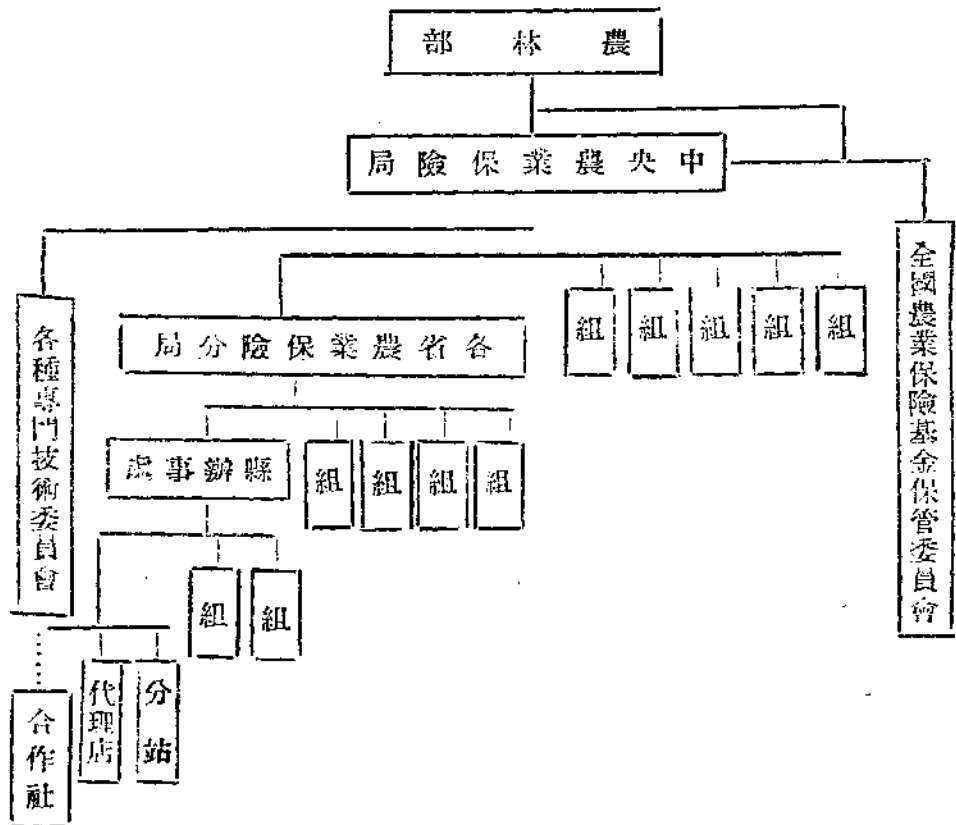 農林部
中央農業保險局
全國農業保險基金保管委員會
組
組
組
組
組
各省農業保險分局
各種專門技術委員會
組
組
組
組
縣辦事處
組
組
分站
代理店
合作社